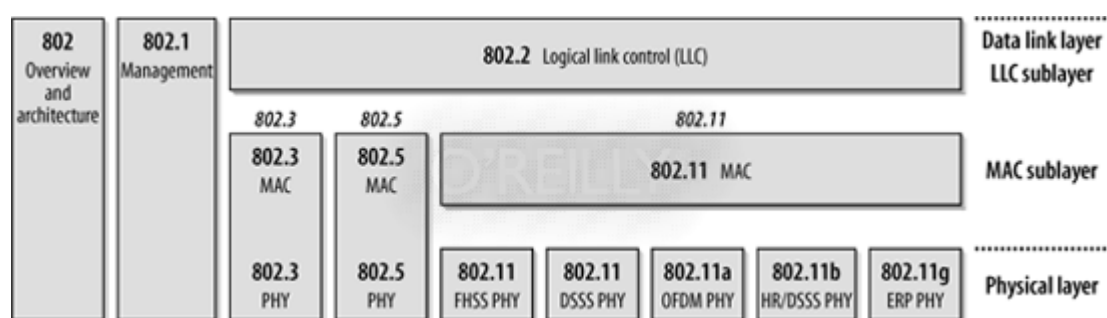 802
Overview
and
architecture
802.1
Management
802.2 Logical link control (LLC)
Data link layer
LLC sublayer
802.3
802.5
802.11
802.3
MAC
802.5
MAC
802.11 MAC
MAC sublayer
O'REILLY
802.3
PHY
802.5
PHY
802.11
FHSS PHY
802.11
DSSS PHY
802.11a
OFDM PHY
802.11b
HR/DSSS PHY
802.11g
ERP PHY
Physical layer